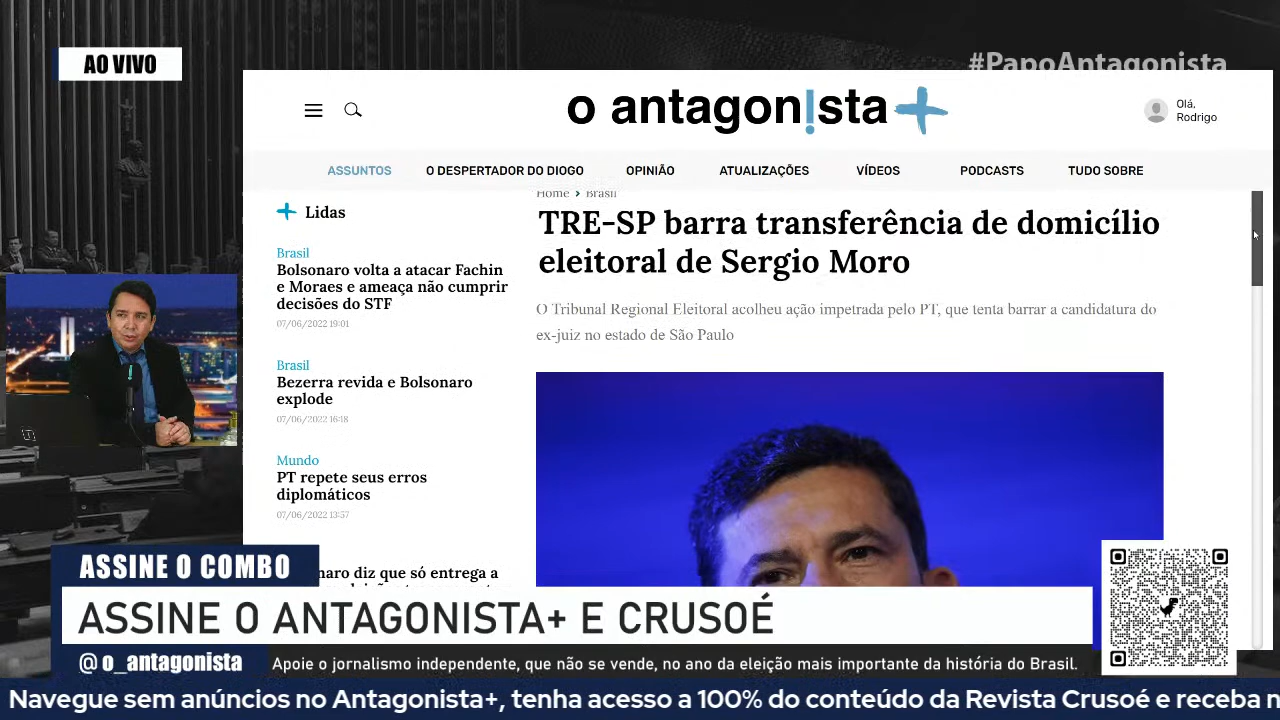 AO VIVO
#PapoAntagonista
o antagonista+
Olá,
Rodrigo
ASSUNTOS O DESPERTADOR DO DIOGO OPINIÃO ATUALIZAÇÕES VÍDEOS PODCASTS TUDO SOBRE
Home > Brasil
TRE-SP barra transferência de domicílio
eleitoral de Sergio Moro
O Tribunal Regional Eleitoral acolheu ação impetrada pelo PT, que tenta barrar a candidatura do
ex-juiz no estado de São Paulo
+ Lidas
Brasil
Bolsonaro volta a atacar Fachin
e Moraes e ameaça não cumprir
decisões do STF
07/06/2022 19:01
Brasil
Bezerra revida e Bolsonaro
explode
07/06/2022 16:18
Mundo
PT repete seus erros
diplomáticos
07/06/2022 13:57
naro diz que só entrega a
ASSINE O COMBO
ASSINE O ANTAGONISTA+ E CRUSOÉ
@o_antagonista
Apoie o jornalismo independente, que não se vende, no ano da eleição mais importante da história do Brasil.
Navegue sem anúncios no Antagonista+, tenha acesso a 100% do conteúdo da Revista Crusoé e receba